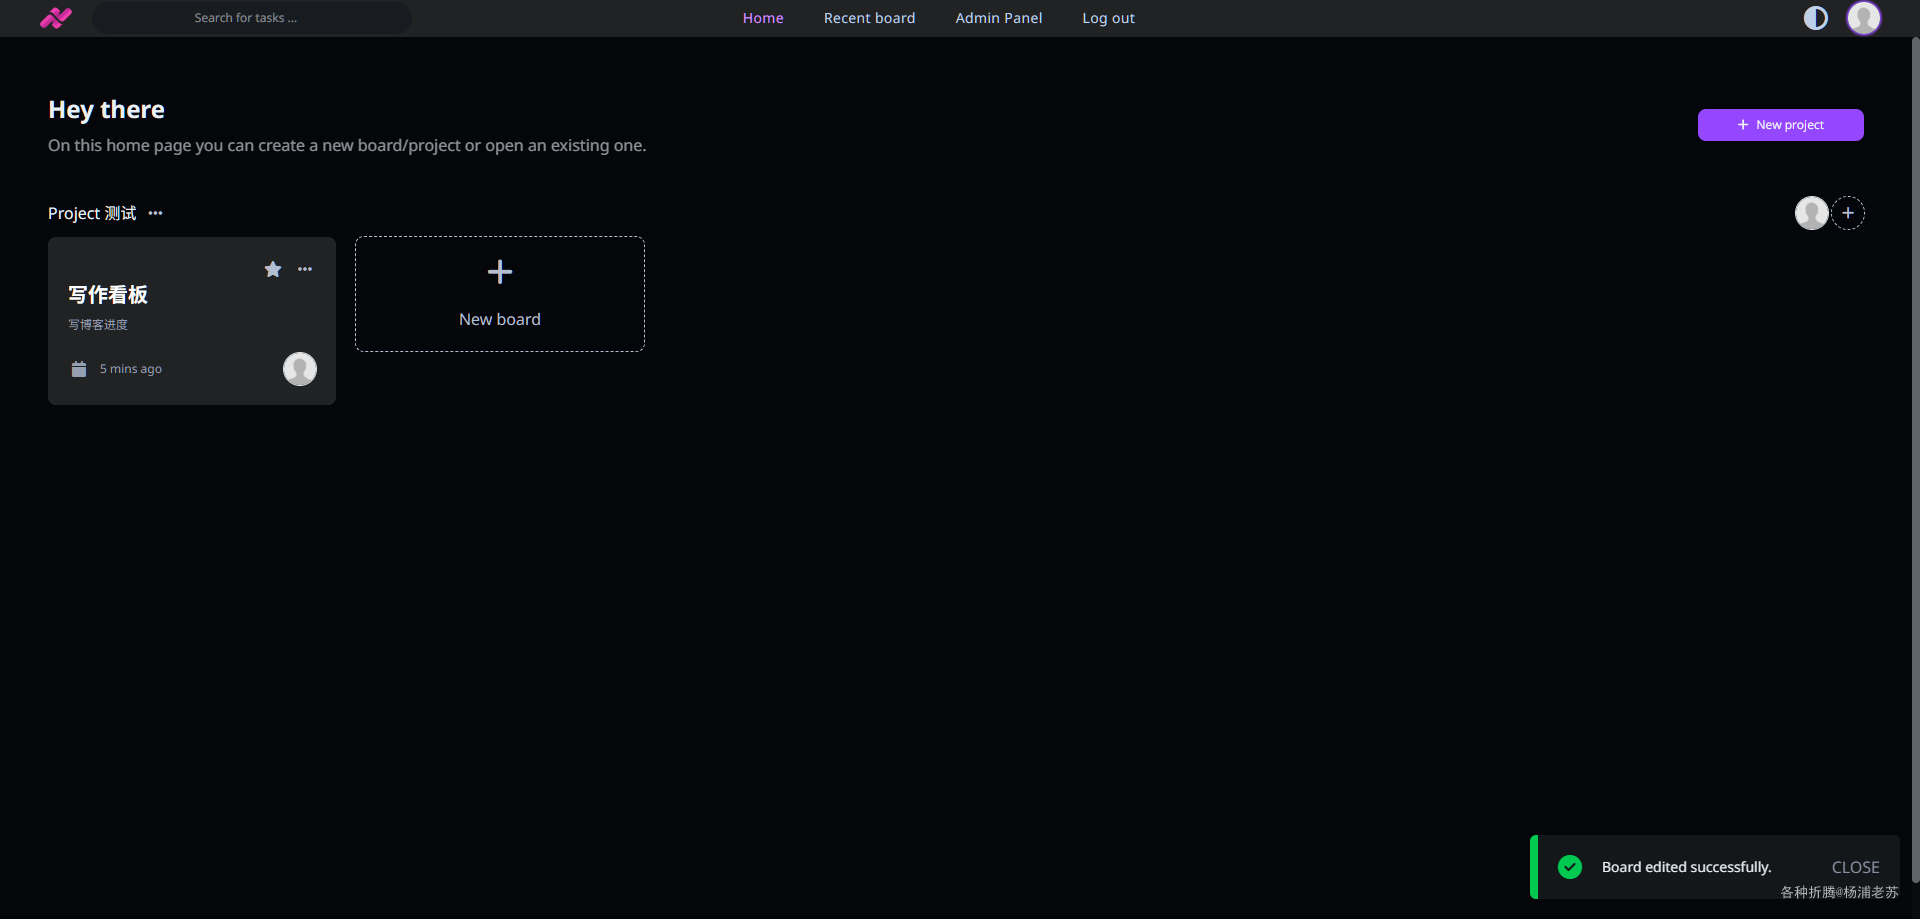 Search for tasks ...
Home
Recent board
Admin Panel
Log out
Hey there
On this home page you can create a new board/project or open an existing one.
+ New project
Project 测试
写作看板
写博客进度
5 mins ago
New board
Board edited successfully.
CLOSE
各种折腾@杨浦老苏